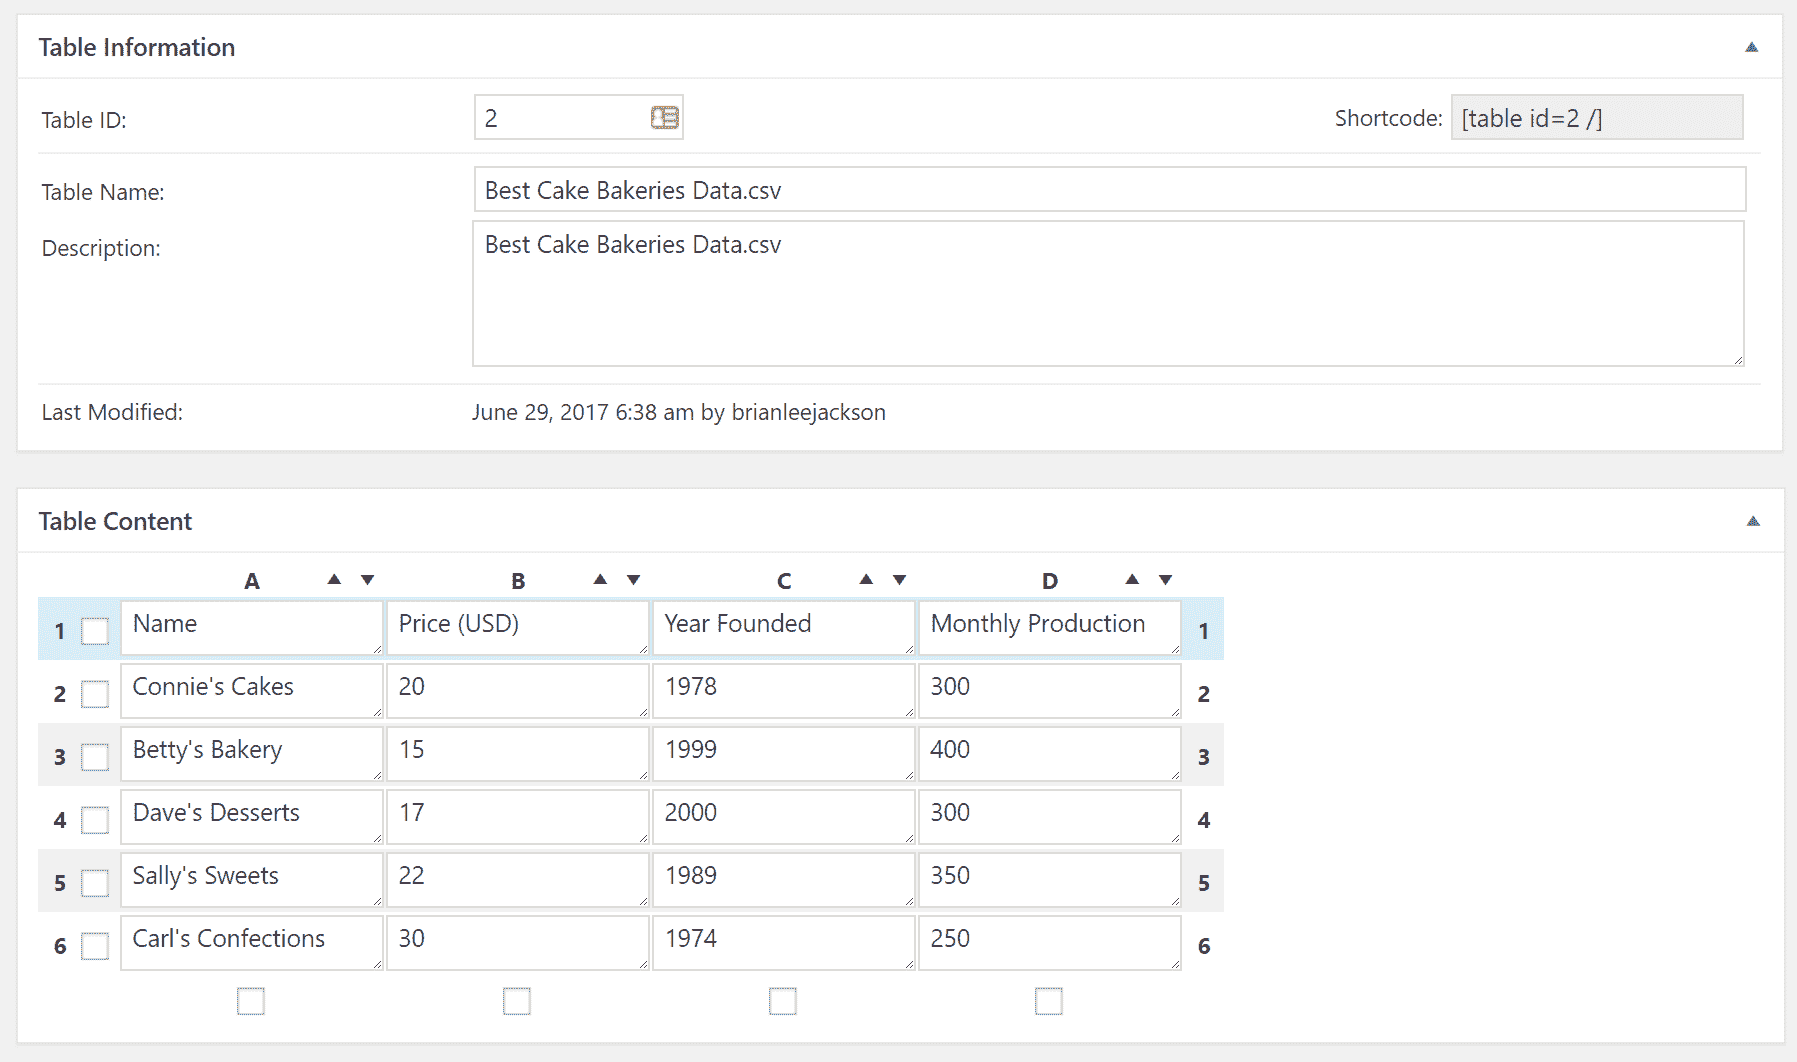 Table Information
Table ID: 2 Shortcode: [table id=2 /]
Table Name: Best Cake Bakeries Data.csv
Description: Best Cake Bakeries Data.csv
Last Modified: June 29, 2017 6:38 am by brianleejackson
Table Content
A B C D
1 Name Price (USD) Year Founded Monthly Production 1
2 Connie's Cakes 20 1978 300 2
3 Betty's Bakery 15 1999 400 3
4 Dave's Desserts 17 2000 300 4
5 Sally's Sweets 22 1989 350 5
6 Carl's Confections 30 1974 250 6